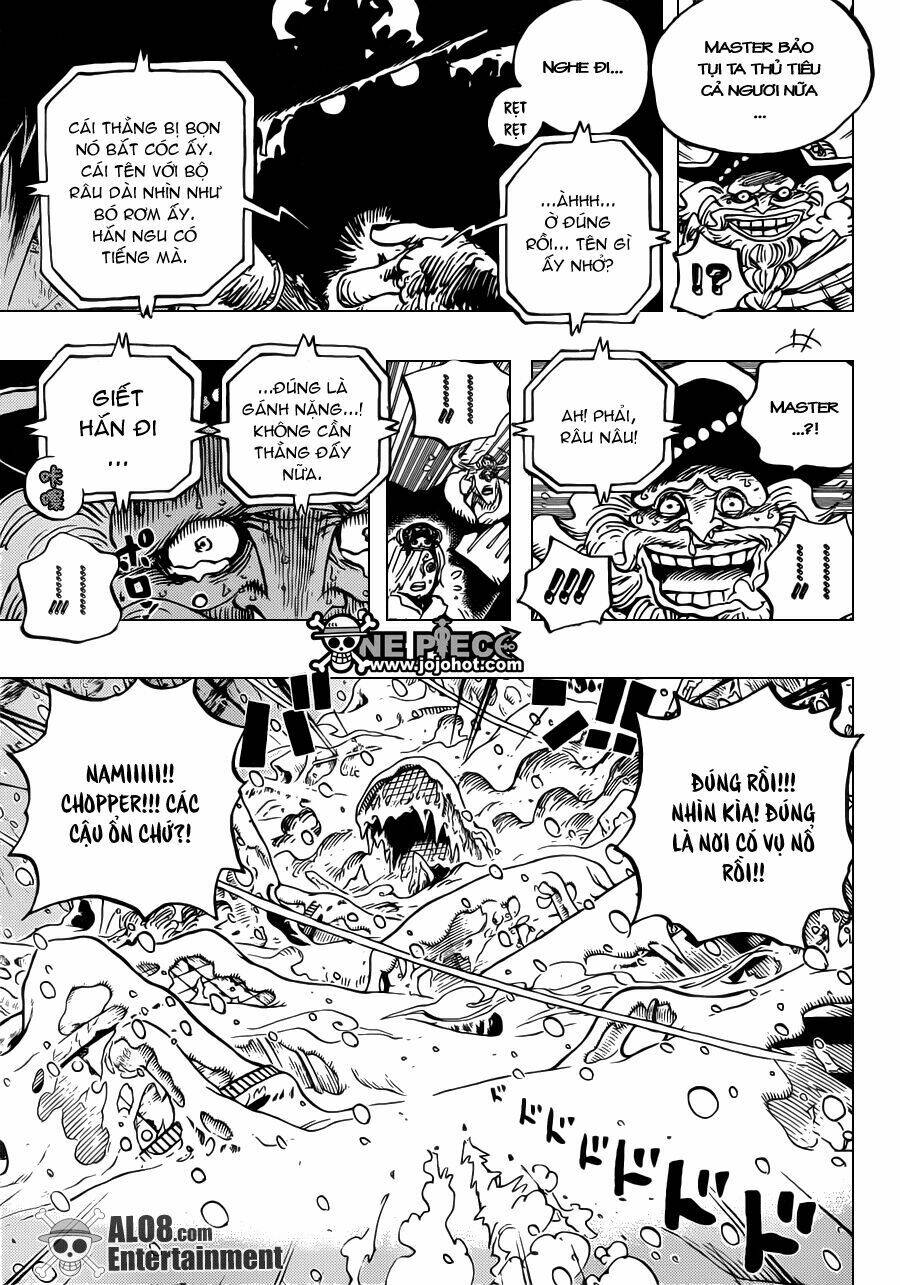 MASTER BẢO
TỤI TA THỦ TIÊU
CẢ NGƯƠI NỮA
...
!?
NGHE ĐI...
RẸT
RẸT
...ÀHHH...
Ờ ĐÚNG
RỒI... TÊN GÌ
ẤY NHỞ?
CÁI THẰNG BỊ BỌN
NÓ BẮT CÓC ẤY.
CÁI TÊN VỚI BỘ
RÂU DÀI NHÌN NHƯ
BÓ RƠM ẤY.
HẮN NGU CÓ
TIẾNG MÀ.
MASTER
...?!
AH! PHẢI,
RÂU NÂU!
!!!
...ĐÚNG LÀ
GÁNH NẶNG...!
KHÔNG CẦN
THẰNG ĐẤY
NỮA.
GIẾT
HẮN ĐI
...
ポロ
ONE PIECE
www.jojohot.com
ĐÚNG RỒI!!!
NHÌN KÌA! ĐÚNG
LÀ NƠI CÓ VỤ NỔ
RỒI!!
NAMIIIII!!
CHOPPER!!! CÁC
CẬU ỔN CHỨ?!
ドドドドドド
ALO8.com
Entertainment